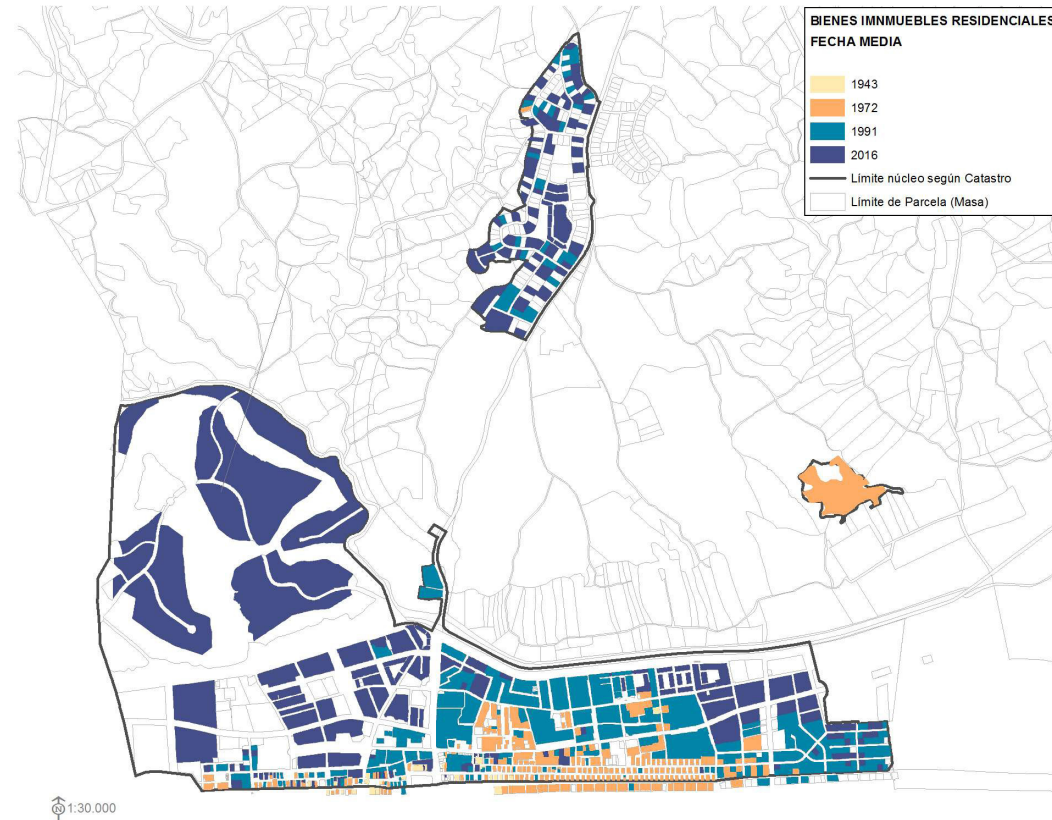 BIENES IMNMUEBLES RESIDENCIALES
FECHA MEDIA
1943
1972
1991
2016
Límite núcleo según Catastro
Límite de Parcela (Masa)
N 1:30.000